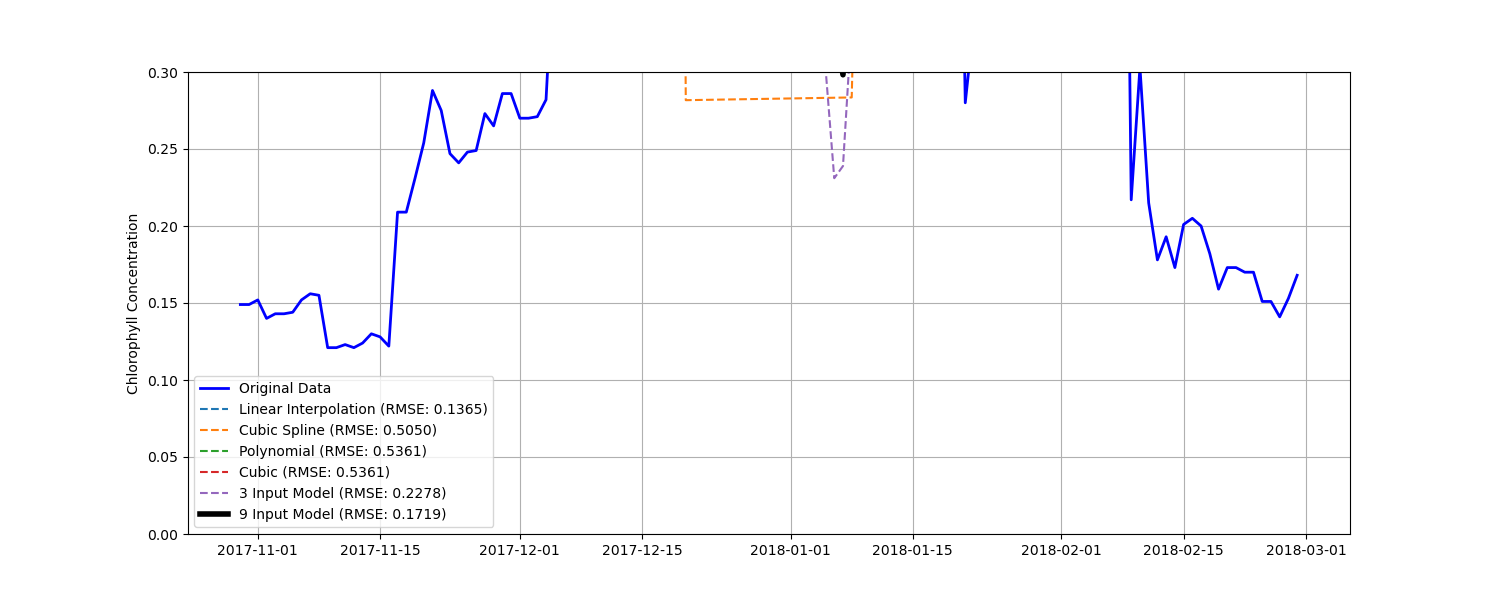 0.30
0.25
0.20
0.15
0.10
0.05
0.00
Chlorophyll Concentration
Original Data
Linear Interpolation (RMSE: 0.1365)
Cubic Spline (RMSE: 0.5050)
Polynomial (RMSE: 0.5361)
Cubic (RMSE: 0.5361)
3 Input Model (RMSE: 0.2278)
9 Input Model (RMSE: 0.1719)
2017-11-01 2017-11-15 2017-12-01 2017-12-15 2018-01-01 2018-01-15 2018-02-01 2018-02-15 2018-03-01